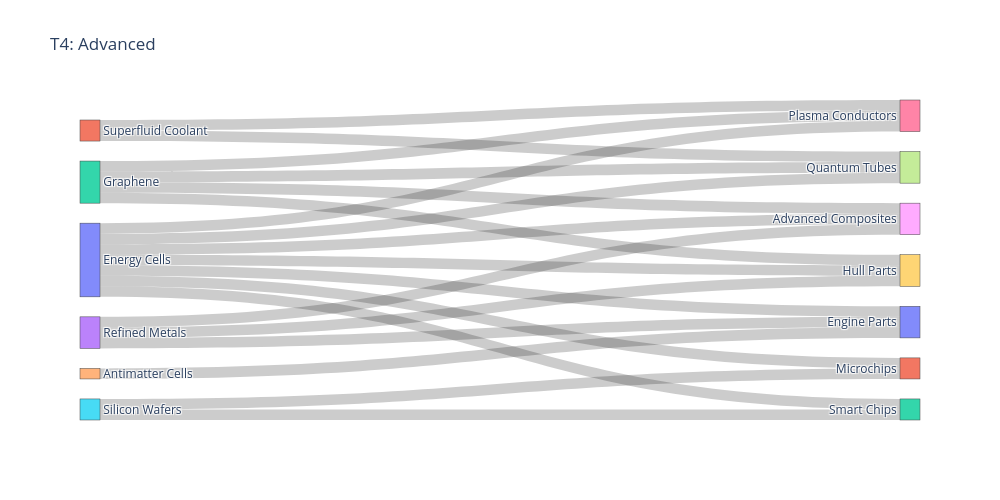 T4: Advanced
Superfluid Coolant
Graphene
Energy Cells
Refined Metals
Antimatter Cells
Silicon Wafers
Plasma Conductors
Quantum Tubes
Advanced Composites
Hull Parts
Engine Parts
Microchips
Smart Chips